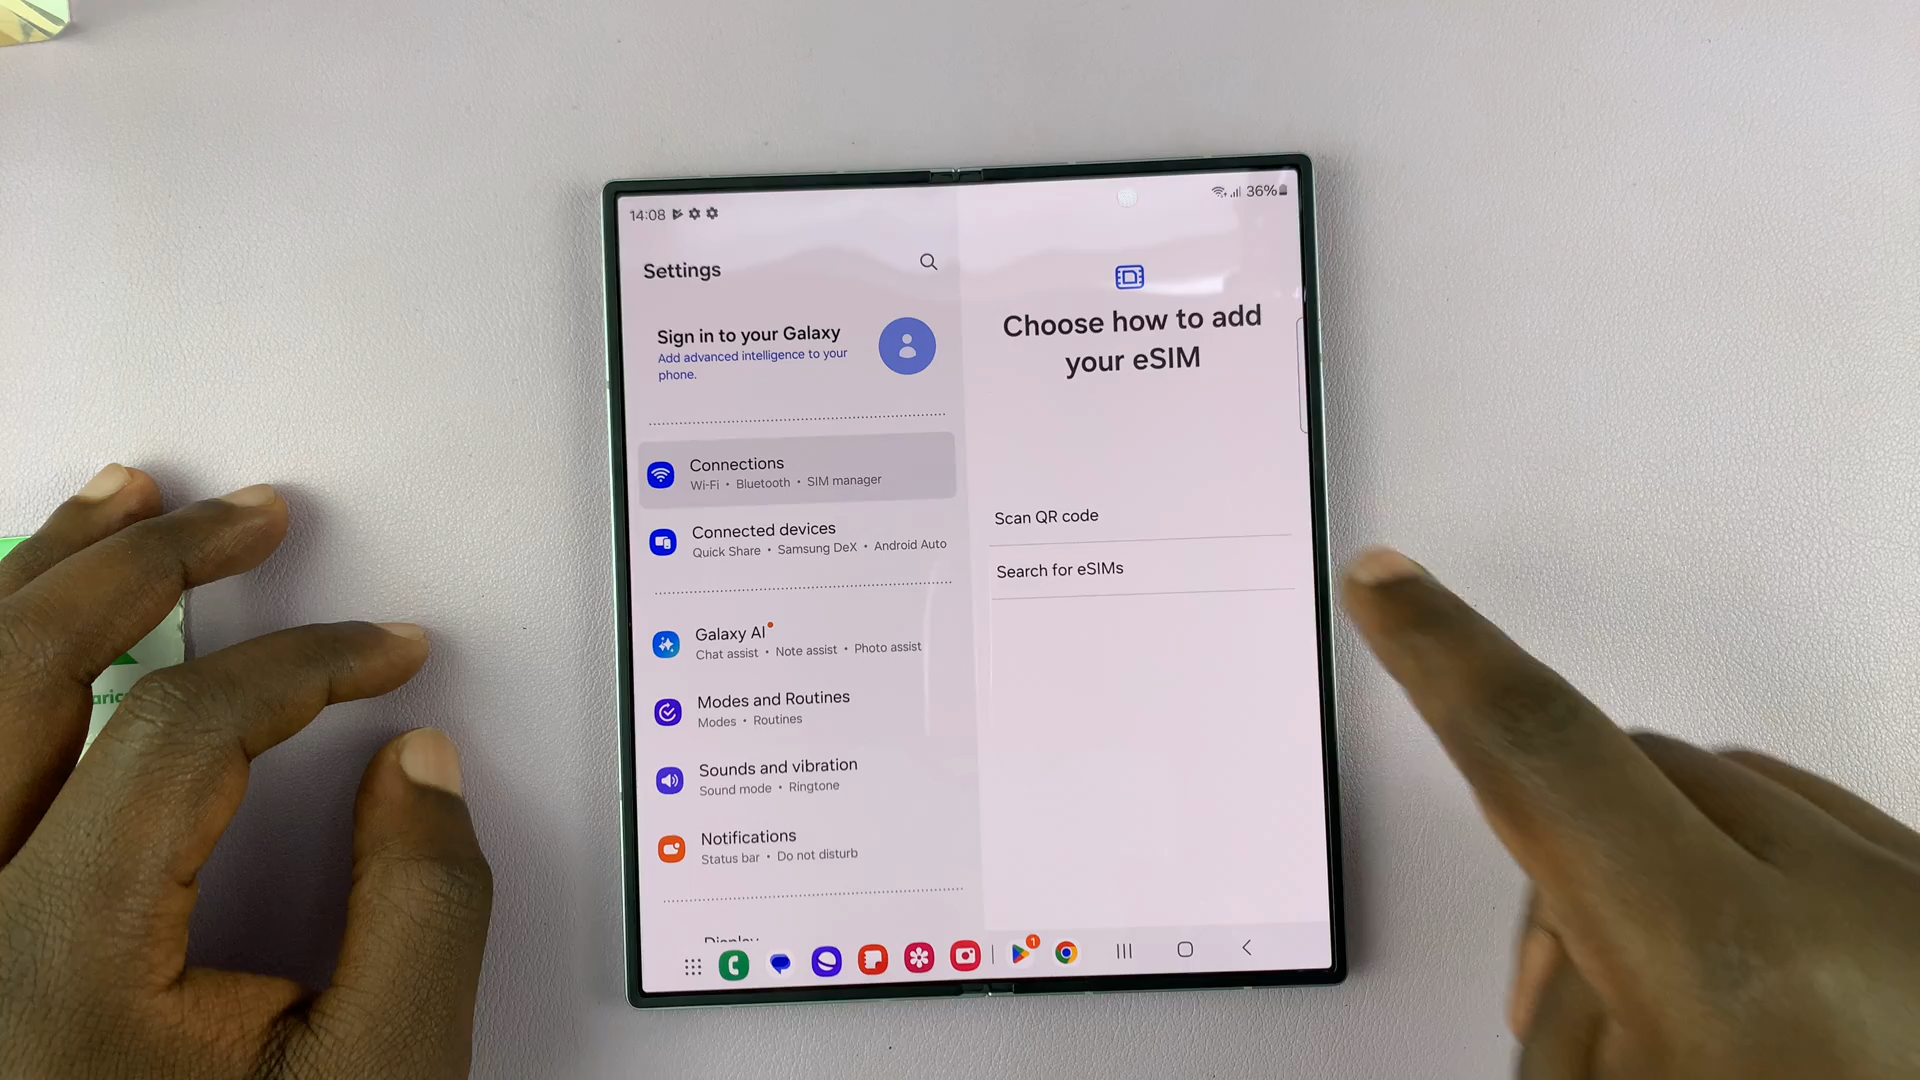 14:08
36%
Settings
Sign in to your Galaxy
Add advanced intelligence to your
phone.
Connections
Wi-Fi • Bluetooth • SIM manager
Connected devices
Quick Share • Samsung DeX • Android Auto
Galaxy AI
Chat assist • Note assist • Photo assist
Modes and Routines
Modes • Routines
Sounds and vibration
Sound mode • Ringtone
Notifications
Status bar • Do not disturb
Display
1
Choose how to add
your eSIM
Scan QR code
Search for eSIMs